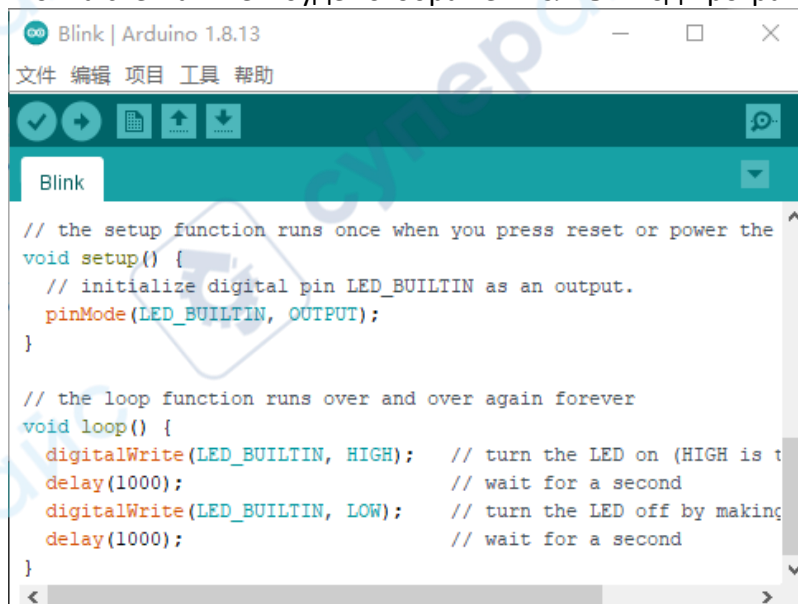 Blink | Arduino 1.8.13
文件 编辑 项目 工具 帮助
Blink
// the setup function runs once when you press reset or power the
void setup() {
// initialize digital pin LED_BUILTIN as an output.
pinMode(LED_BUILTIN, OUTPUT);
}
// the loop function runs over and over again forever
void loop() {
digitalWrite(LED_BUILTIN, HIGH); // turn the LED on (HIGH is t
delay(1000); // wait for a second
digitalWrite(LED_BUILTIN, LOW); // turn the LED off by making
delay(1000); // wait for a second
}